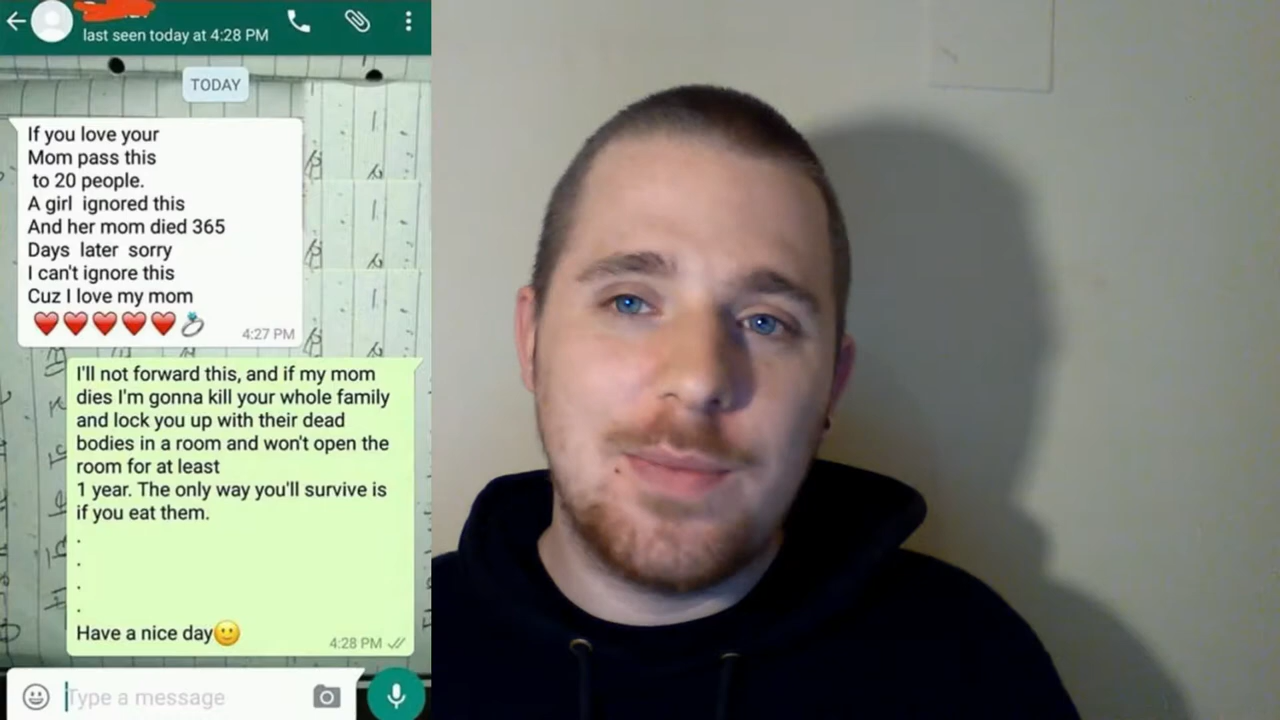 last seen today at 4:28 PM
TODAY
If you love your
Mom pass this
to 20 people.
A girl ignored this
And her mom died 365
Days later sorry
I can't ignore this
Cuz I love my mom
❤️❤️❤️❤️❤️💍
4:27 PM
I'll not forward this, and if my mom
dies I'm gonna kill your whole family
and lock you up with their dead
bodies in a room and won't open the
room for at least
1 year. The only way you'll survive is
if you eat them.
.
.
.
.
Have a nice day🙂
4:28 PM
Type a message